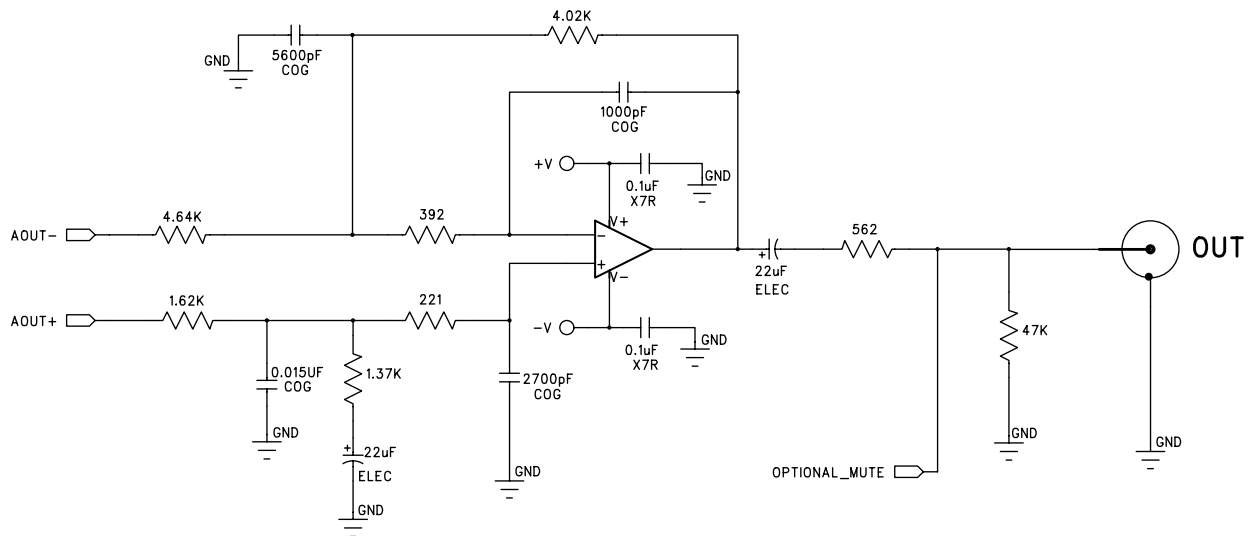 4.02K
GND
5600pF
COG
1000pF
COG
+V
0.1uF
X7R
GND
AOUT-
4.64K
392
V+
-
+
V-
+
22uF
ELEC
562
OUT
AOUT+
1.62K
221
-V
0.1uF
X7R
GND
47K
0.015UF
COG
1.37K
2700pF
COG
GND
+
22uF
ELEC
GND
GND
GND
GND
OPTIONAL_MUTE
GND